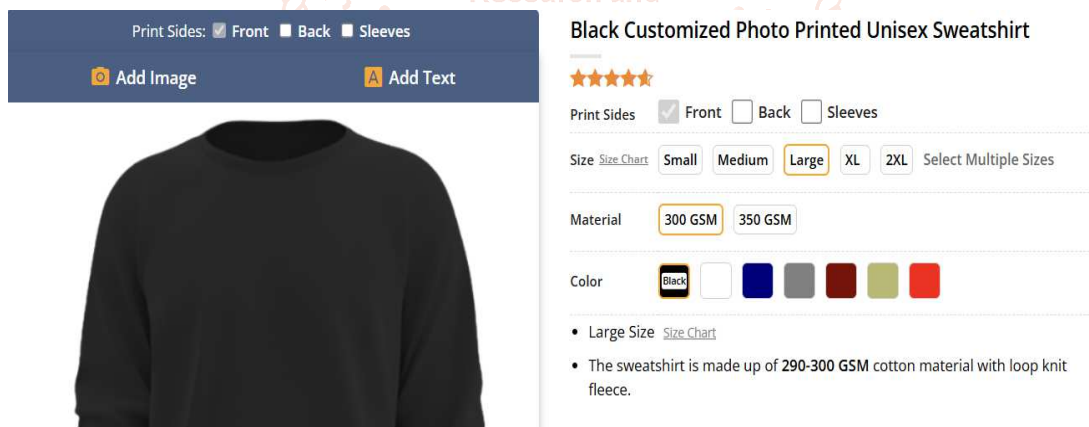 Print Sides: Front Back Sleeves
Add Image
Add Text
Black Customized Photo Printed Unisex Sweatshirt
Print Sides Front Back Sleeves
Size Size Chart Small Medium Large XL 2XL Select Multiple Sizes
Material 300 GSM 350 GSM
Color Black
• Large Size Size Chart
• The sweatshirt is made up of 290-300 GSM cotton material with loop knit
fleece.